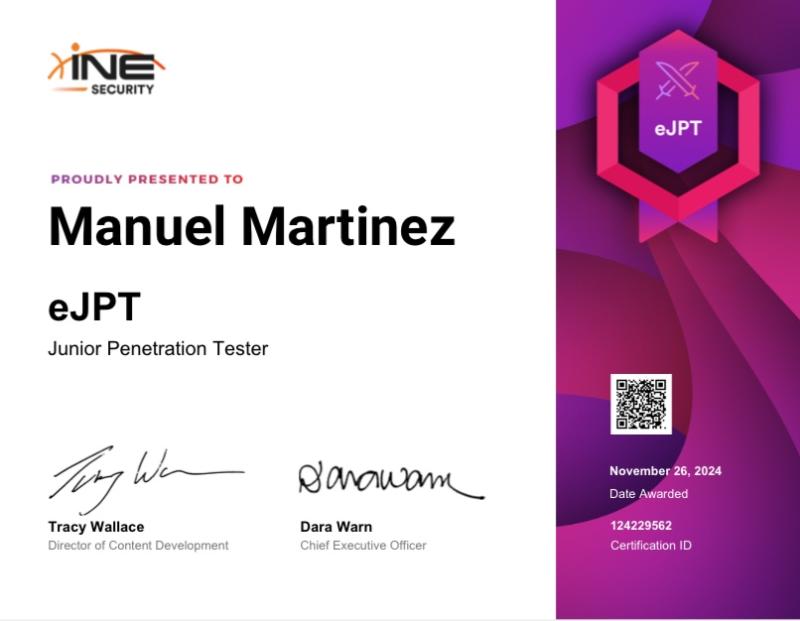 INE
SECURITY
PROUDLY PRESENTED TO
Manuel Martinez
eJPT
Junior Penetration Tester
Tracy Wallace
Director of Content Development
Dara Warn
Chief Executive Officer
eJPT
November 26, 2024
Date Awarded
124229562
Certification ID